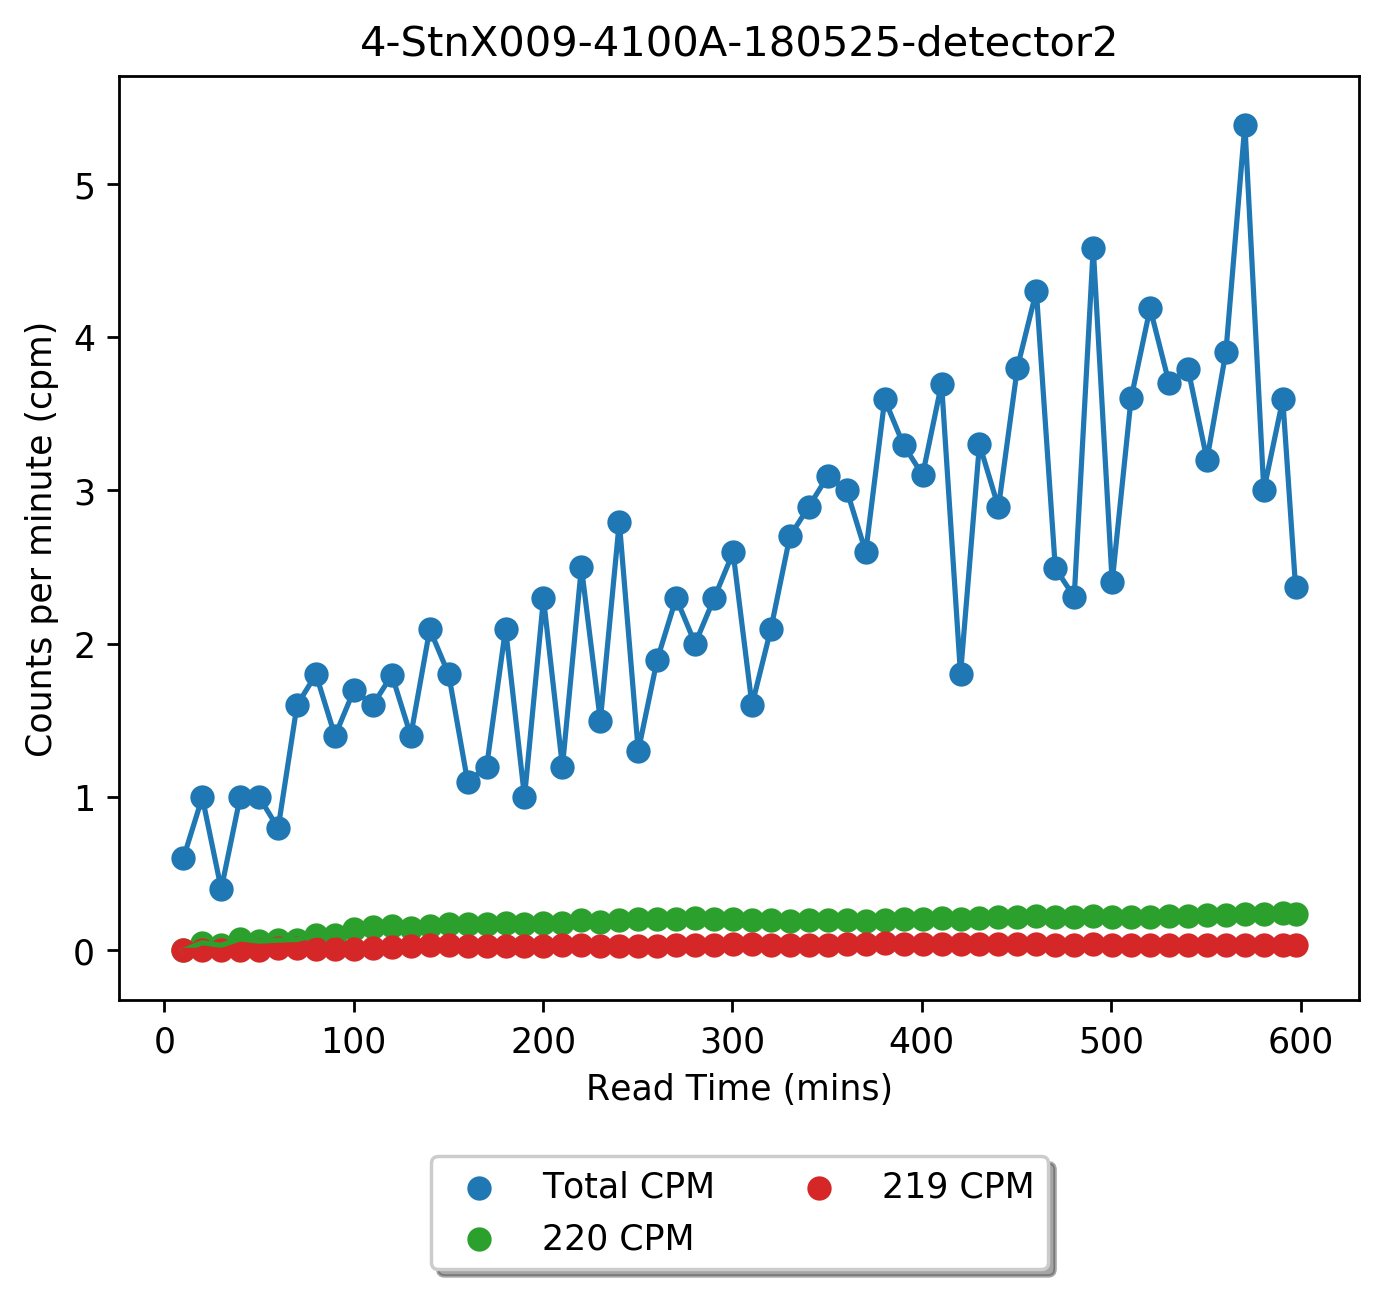 4-StnX009-4100A-180525-detector2
5
4
3
2
1
0
Counts per minute (cpm)
0 100 200 300 400 500 600
Read Time (mins)
Total CPM 219 CPM
220 CPM